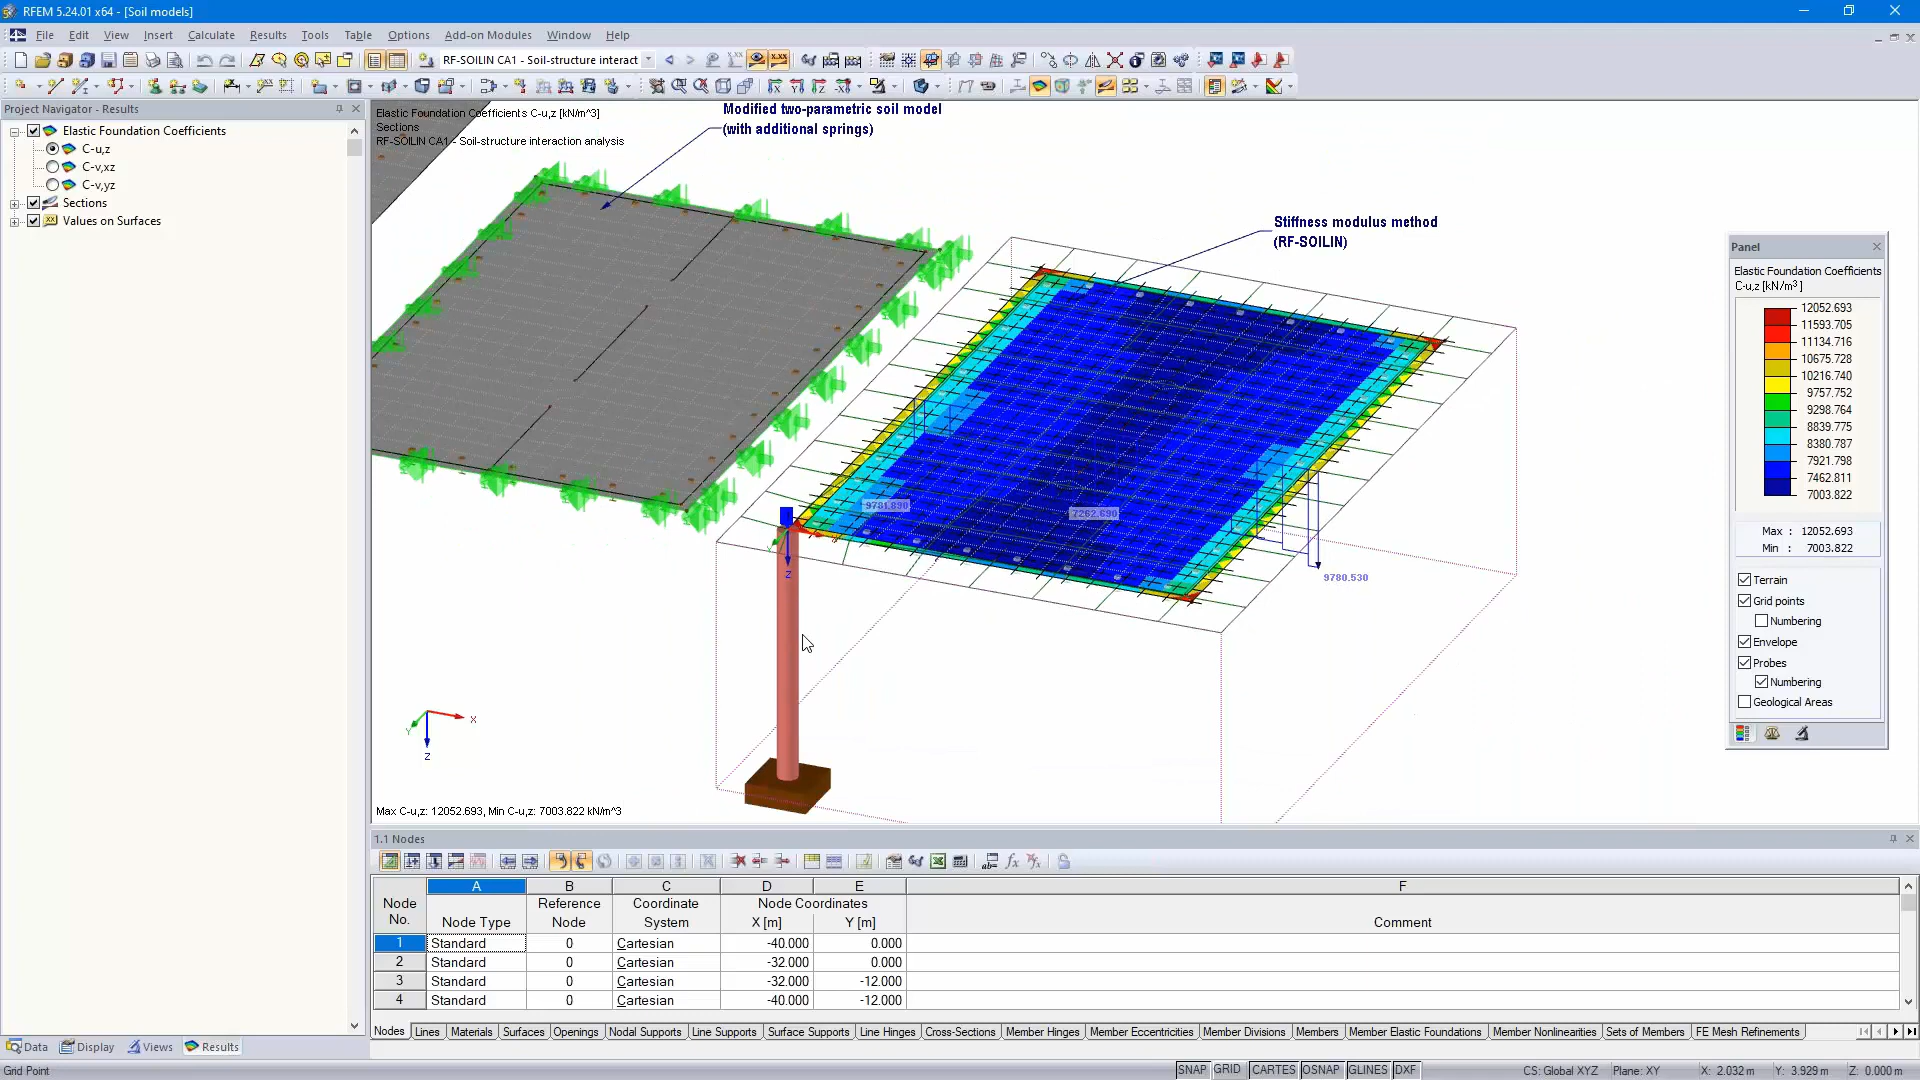 RFEM 5.24.01 x64 - [Soil models]
File Edit View Insert Calculate Results Tools Table Options Add-on Modules Window Help
RF-SOILIN CA1 - Soil-structure interact
Project Navigator - Results
Elastic Foundation Coefficients
C-u,z
C-v,xz
C-v,yz
Sections
Values on Surfaces
Data Display Views Results
Elastic Foundation Coefficients C-u,z [kN/m^3]
Sections
RF-SOILIN CA1 - Soil-structure interaction analysis
Modified two-parametric soil model
(with additional springs)
Stiffness modulus method
(RF-SOILIN)
9781.890
7262.690
9780.530
Z
X
Y
Z
Max C-u,z: 12052.693, Min C-u,z: 7003.822 kN/m^3
Panel
Elastic Foundation Coefficients
C-u,z [kN/m³]
12052.693
11593.705
11134.716
10675.728
10216.740
9757.752
9298.764
8839.775
8380.787
7921.798
7462.811
7003.822
Max : 12052.693
Min : 7003.822
Terrain
Grid points
Numbering
Envelope
Probes
Numbering
Geological Areas
1.1 Nodes
A B C D E F
Node No. Node Type Reference Node Coordinate System Node Coordinates X [m] Y [m] Comment
1 Standard 0 Cartesian -40.000 0.000
2 Standard 0 Cartesian -32.000 0.000
3 Standard 0 Cartesian -32.000 -12.000
4 Standard 0 Cartesian -40.000 -12.000
Nodes Lines Materials Surfaces Openings Nodal Supports Line Supports Surface Supports Line Hinges Cross-Sections Member Hinges Member Eccentricities Member Divisions Members Member Elastic Foundations Member Nonlinearities Sets of Members FE Mesh Refinements
Grid Point SNAP GRID CARTES OSNAP GLINES DXF CS: Global XYZ Plane: XY X: 2.032 m Y: 3.929 m Z: 0.000 m